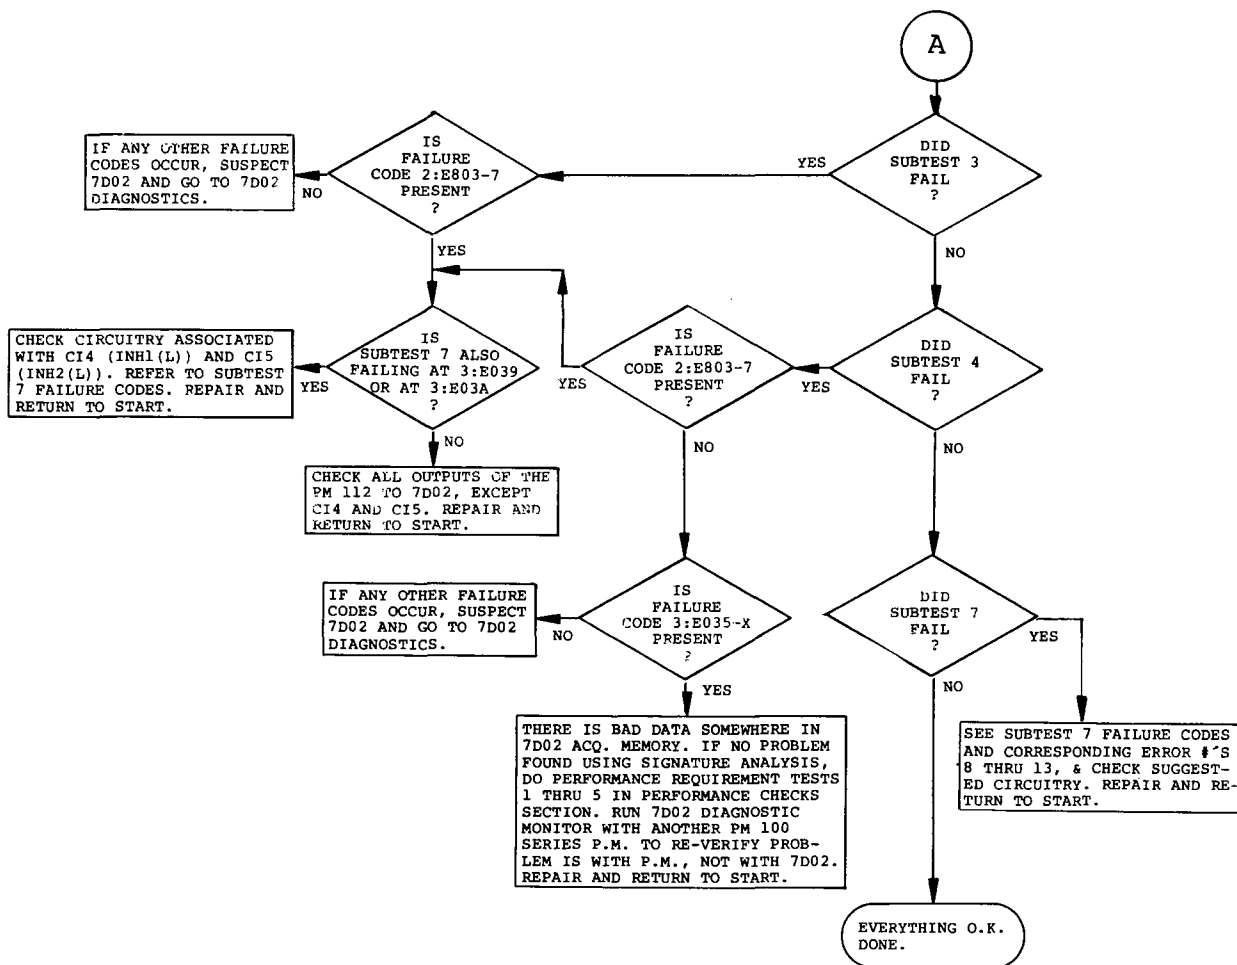 A
DID
SUBTEST 3
FAIL
?
YES
NO
IS
FAILURE
CODE 2:E803-7
PRESENT
?
NO
YES
IF ANY OTHER FAILURE
CODES OCCUR, SUSPECT
7D02 AND GO TO 7D02
DIAGNOSTICS.
DID
SUBTEST 4
FAIL
?
YES
NO
IS
FAILURE
CODE 2:E803-7
PRESENT
?
YES
NO
IS
SUBTEST 7 ALSO
FAILING AT 3:E039
OR AT 3:E03A
?
YES
NO
CHECK CIRCUITRY ASSOCIATED
WITH CI4 (INH1(L)) AND CI5
(INH2(L)). REFER TO SUBTEST
7 FAILURE CODES. REPAIR AND
RETURN TO START.
CHECK ALL OUTPUTS OF THE
PM 112 TO 7D02, EXCEPT
CI4 AND CI5. REPAIR AND
RETURN TO START.
IS
FAILURE
CODE 3:E035-X
PRESENT
?
NO
YES
IF ANY OTHER FAILURE
CODES OCCUR, SUSPECT
7D02 AND GO TO 7D02
DIAGNOSTICS.
THERE IS BAD DATA SOMEWHERE IN
7D02 ACQ. MEMORY. IF NO PROBLEM
FOUND USING SIGNATURE ANALYSIS,
DO PERFORMANCE REQUIREMENT TESTS
1 THRU 5 IN PERFORMANCE CHECKS
SECTION. RUN 7D02 DIAGNOSTIC
MONITOR WITH ANOTHER PM 100
SERIES P.M. TO RE-VERIFY PROB-
LEM IS WITH P.M., NOT WITH 7D02.
REPAIR AND RETURN TO START.
DID
SUBTEST 7
FAIL
?
YES
NO
SEE SUBTEST 7 FAILURE CODES
AND CORRESPONDING ERROR #'S
8 THRU 13, & CHECK SUGGEST-
ED CIRCUITRY. REPAIR AND RE-
TURN TO START.
EVERYTHING O.K.
DONE.